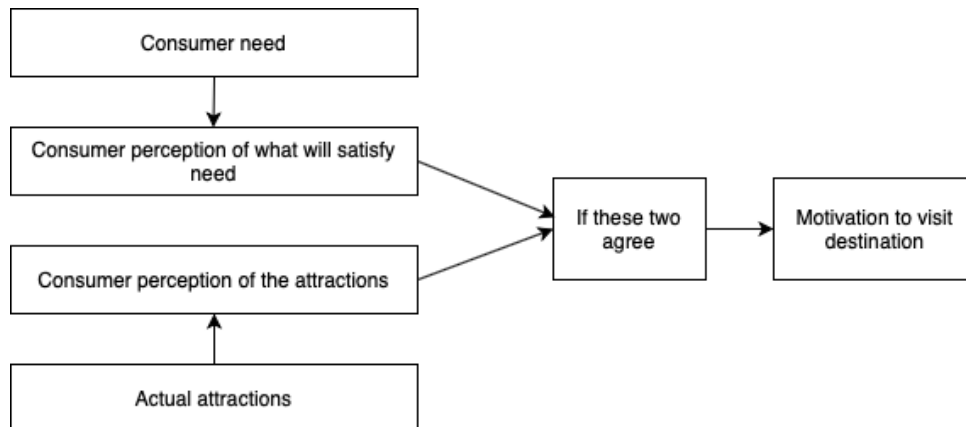 Consumer need
Consumer perception of what will satisfy
need
Consumer perception of the attractions
Actual attractions
If these two
agree
Motivation to visit
destination